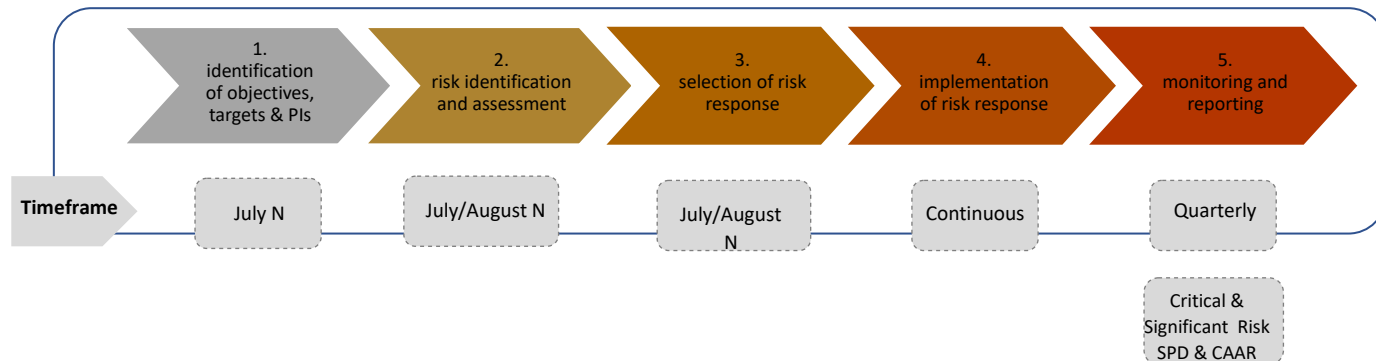 1.
identification
of objectives,
targets & PIs
2.
risk identification
and assessment
3.
selection of risk
response
4.
implementation
of risk response
5.
monitoring and
reporting
Timeframe
July N
July/August N
July/August
N
Continuous
Quarterly
Critical &
Significant Risk
SPD & CAAR